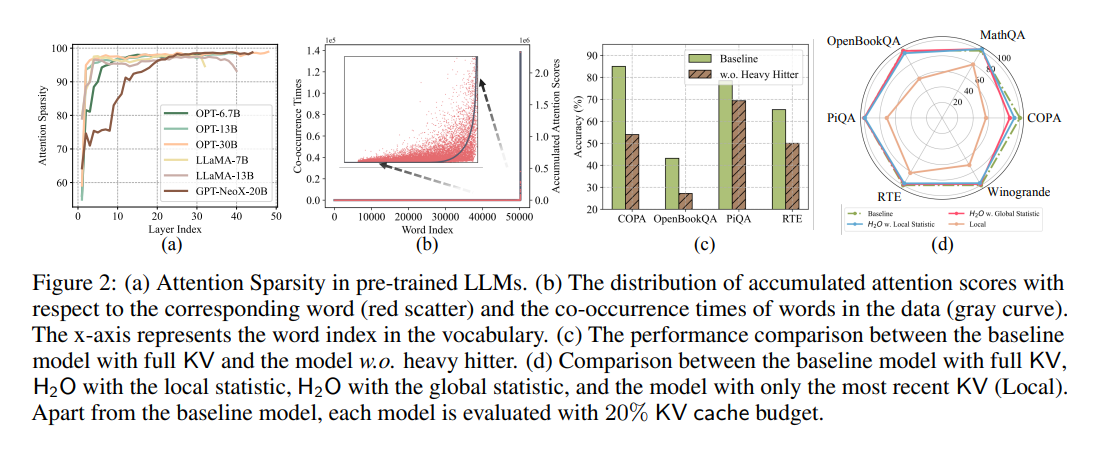 100
90
80
70
60
Attention Sparsity
OPT-6.7B
OPT-13B
OPT-30B
LLaMA-7B
LLaMA-13B
GPT-NeoX-20B
0 10 20 30 40 50
Layer Index
(a)
1e5
1e6
1.4
1.2
1.0
0.8
0.6
0.4
0.2
Co-occurrence Times
2.0
1.5
1.0
0.5
0.0
Accumulated Attention Scores
0 10000 20000 30000 40000 50000
Word Index
(b)
90
80
70
60
50
40
30
20
Accuracy (%)
Baseline
w.o. Heavy Hitter
COPA OpenBookQA PiQA RTE
(c)
OpenBookQA
MathQA
100
80
60
40
20
PiQA
COPA
RTE
Winogrande
Baseline
H2O w. Global Statistic
H2O w. Local Statistic
Local
(d)
Figure 2: (a) Attention Sparsity in pre-trained LLMs. (b) The distribution of accumulated attention scores with
respect to the corresponding word (red scatter) and the co-occurrence times of words in the data (gray curve).
The x-axis represents the word index in the vocabulary. (c) The performance comparison between the baseline
model with full KV and the model w.o. heavy hitter. (d) Comparison between the baseline model with full KV,
H2O with the local statistic, H2O with the global statistic, and the model with only the most recent KV (Local).
Apart from the baseline model, each model is evaluated with 20% KV cache budget.